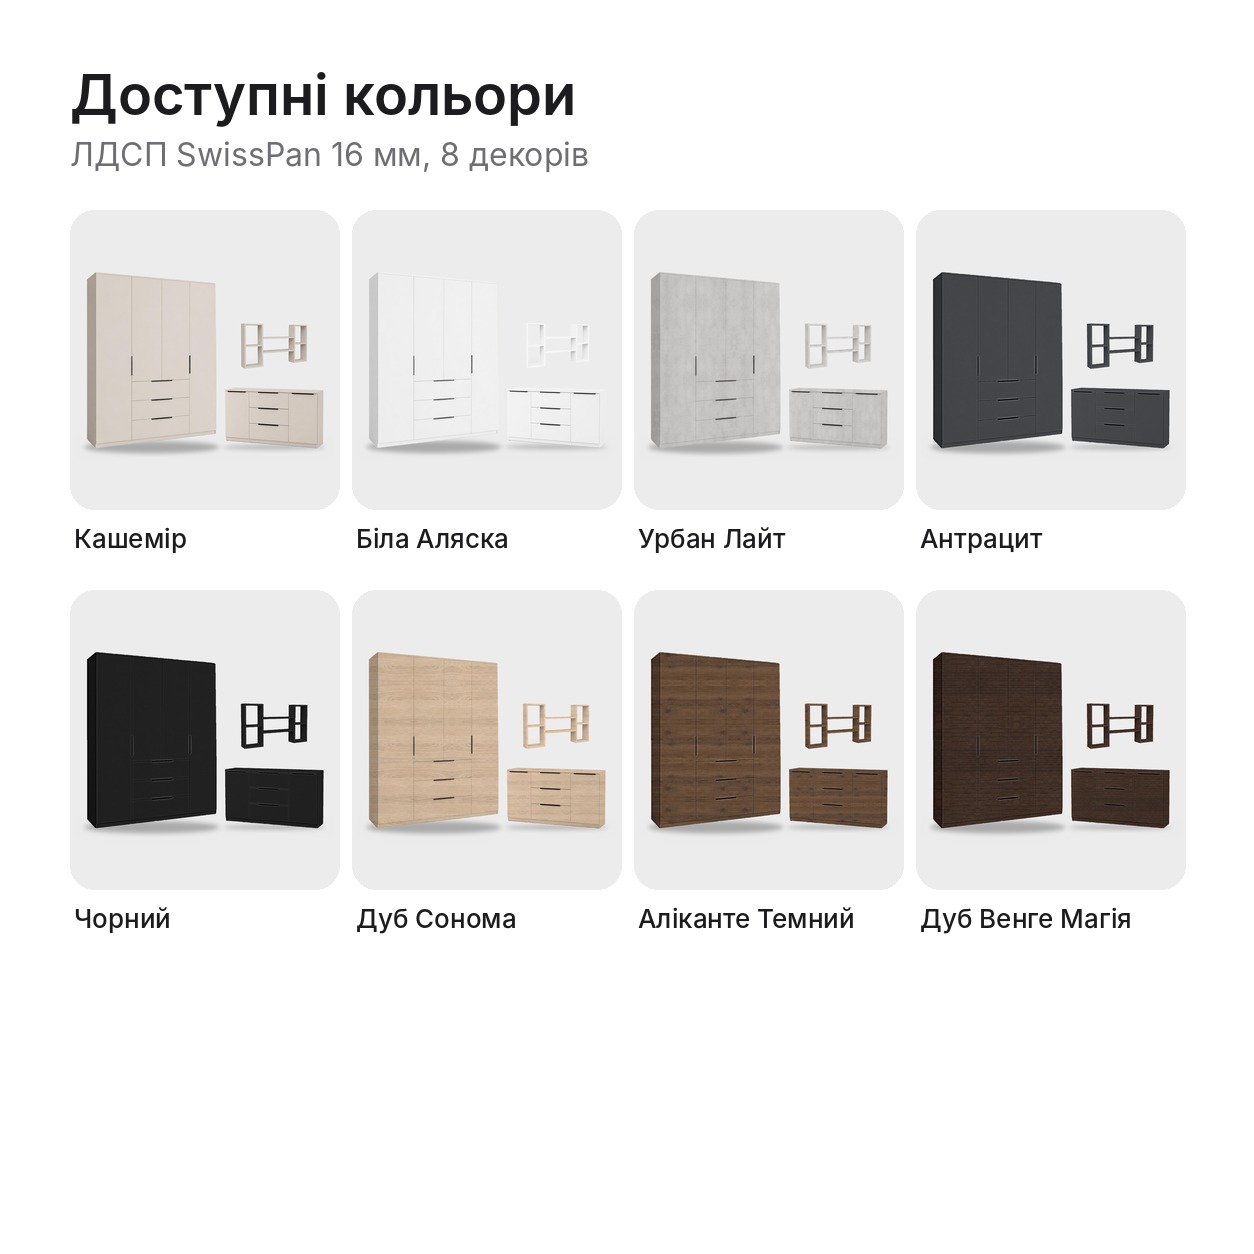 Доступні кольори
ЛДСП SwissPan 16 мм, 8 декорів
Кашемір
Біла Аляска
Урбан Лайт
Антрацит
Чорний
Дуб Сонома
Аліканте Темний
Дуб Венге Магія